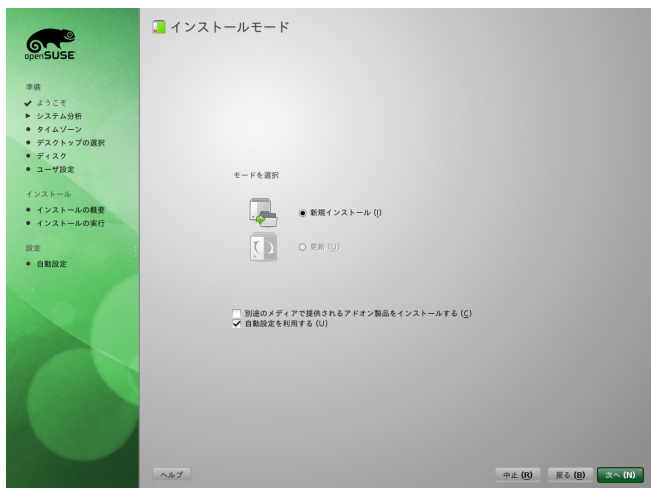 openSUSE
準備
ようこそ
システム分析
タイムゾーン
デスクトップの選択
ディスク
ユーザ設定
インストール
インストールの概要
インストールの実行
設定
自動設定
インストールモード
モードを選択
新規インストール (I)
更新 (U)
別途のメディアで提供されるアドオン製品をインストールする (C)
自動設定を利用する (U)
ヘルプ
中止 (R)
戻る (B)
次へ (N)